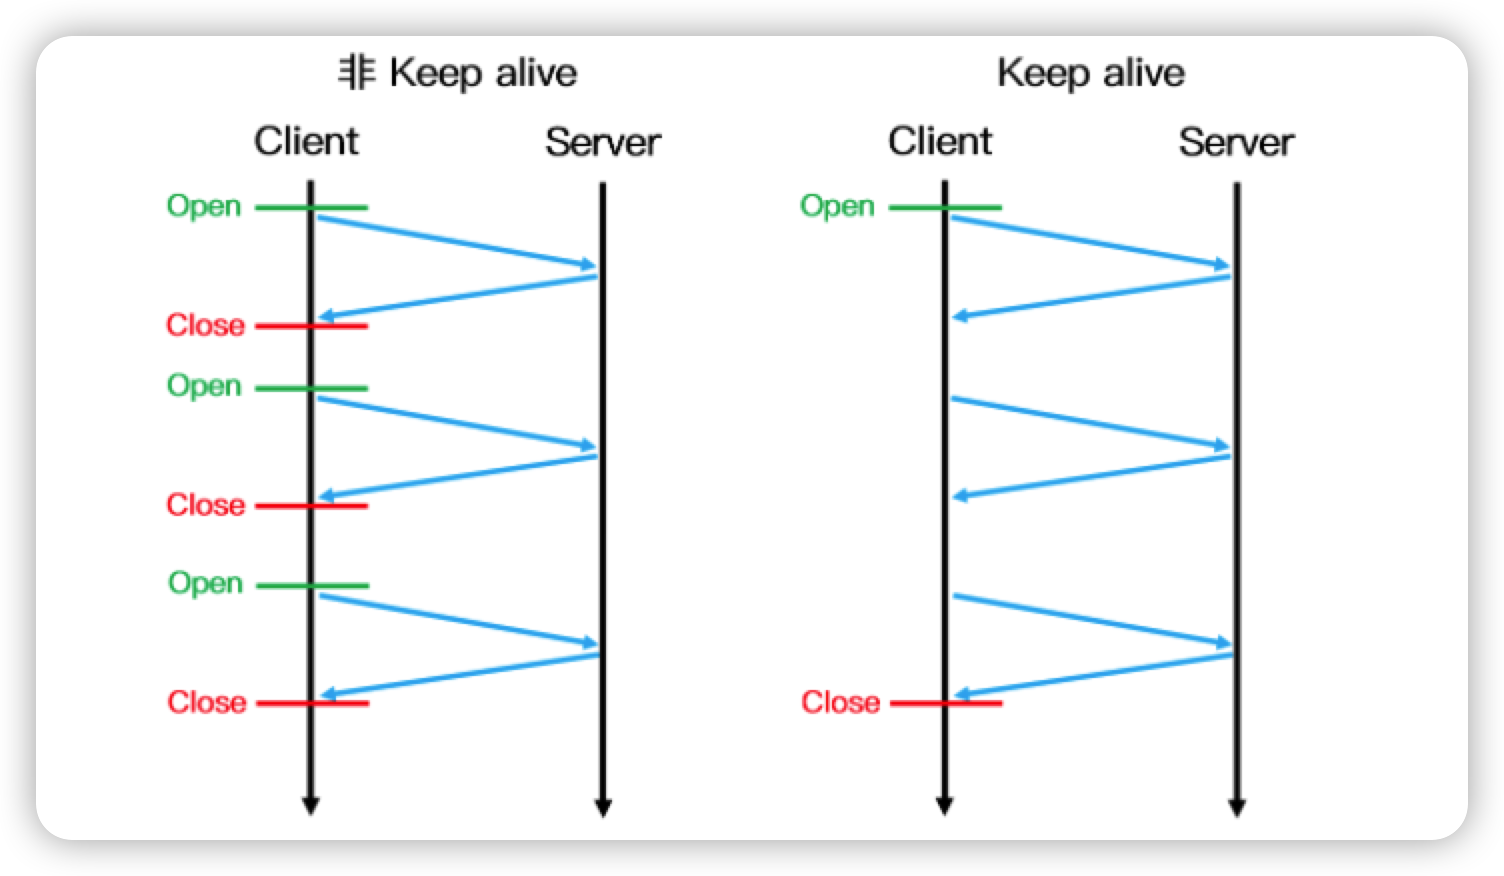 非 Keep alive
Client
Server
Open
Close
Open
Close
Open
Close
Keep alive
Client
Server
Open
Close